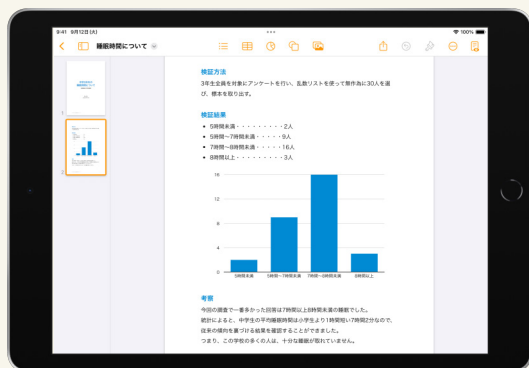 9:41 9月12日(火)
100%
睡眠時間について
検証方法
3年生全員を対象にアンケートを行い、乱数リストを使って無作為に30人を選
び、標本を取り出す。
検証結果
• 5時間未満・・・・・・・・・2人
• 5時間〜7時間未満・・・・・9人
• 7時間〜8時間未満・・・・・16人
• 8時間以上・・・・・・・・・3人
16
12
8
4
0
5時間未満 5時間〜7時間未満 7時間〜8時間未満 8時間以上
考察
今回の調査で一番多かった回答は7時間以上8時間未満の睡眠でした。
統計によると、中学生の平均睡眠時間は小学生より1時間短い7時間2分なので、
従来の傾向を裏づける結果を確認することができました。
つまり、この学校の多くの人は、十分な睡眠が取れていません。
1
2